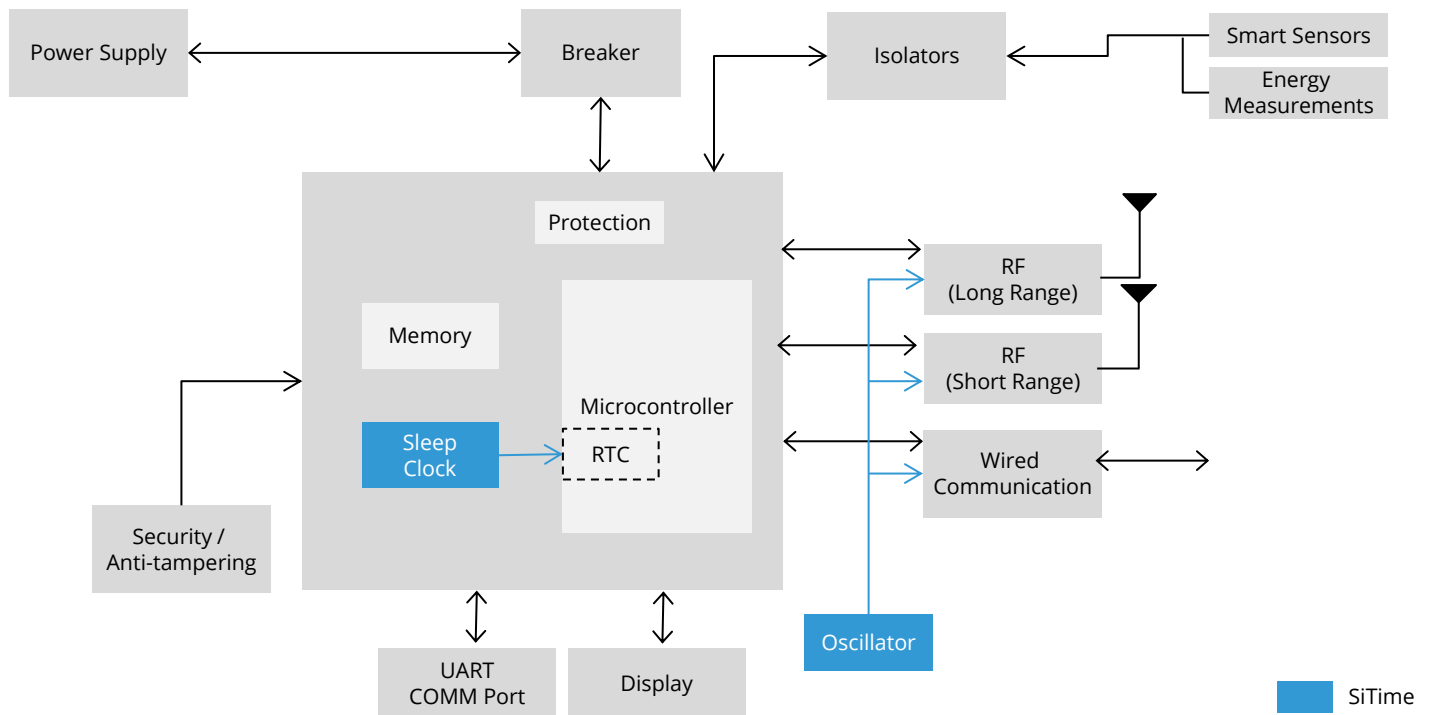 Power Supply
Breaker
Isolators
Smart Sensors
Energy
Measurements
Protection
Memory
Microcontroller
Sleep
Clock
RTC
RF
(Long Range)
RF
(Short Range)
Wired
Communication
Security /
Anti-tampering
UART
COMM Port
Display
Oscillator
SiTime